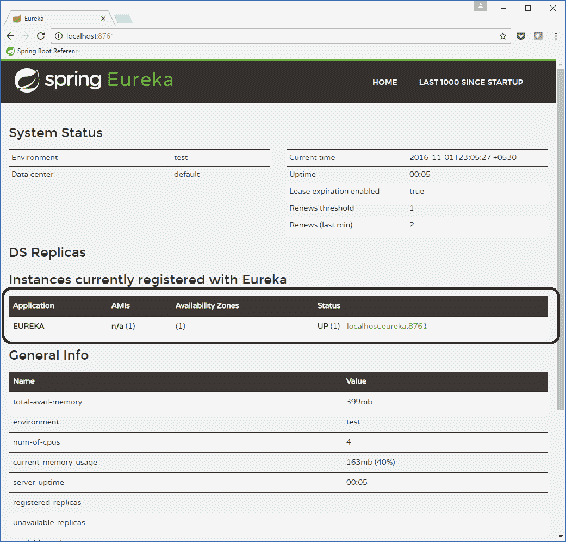 Eureka
localhost:8761
Spring Boot Referenc
spring Eureka
HOME
LAST 1000 SINCE STARTUP
System Status
Environment test
Data center default
Current time 2016-11-01T23:05:27 +0530
Uptime 00:05
Lease expiration enabled true
Renews threshold 1
Renews (last min) 2
DS Replicas
Instances currently registered with Eureka
Application AMIs Availability Zones Status
EUREKA n/a (1) (1) UP (1) - localhost:eureka:8761
General Info
Name Value
total-avail-memory 399mb
environment test
num-of-cpus 4
current-memory-usage 163mb (40%)
server-uptime 00:05
registered-replicas
unavailable-replicas